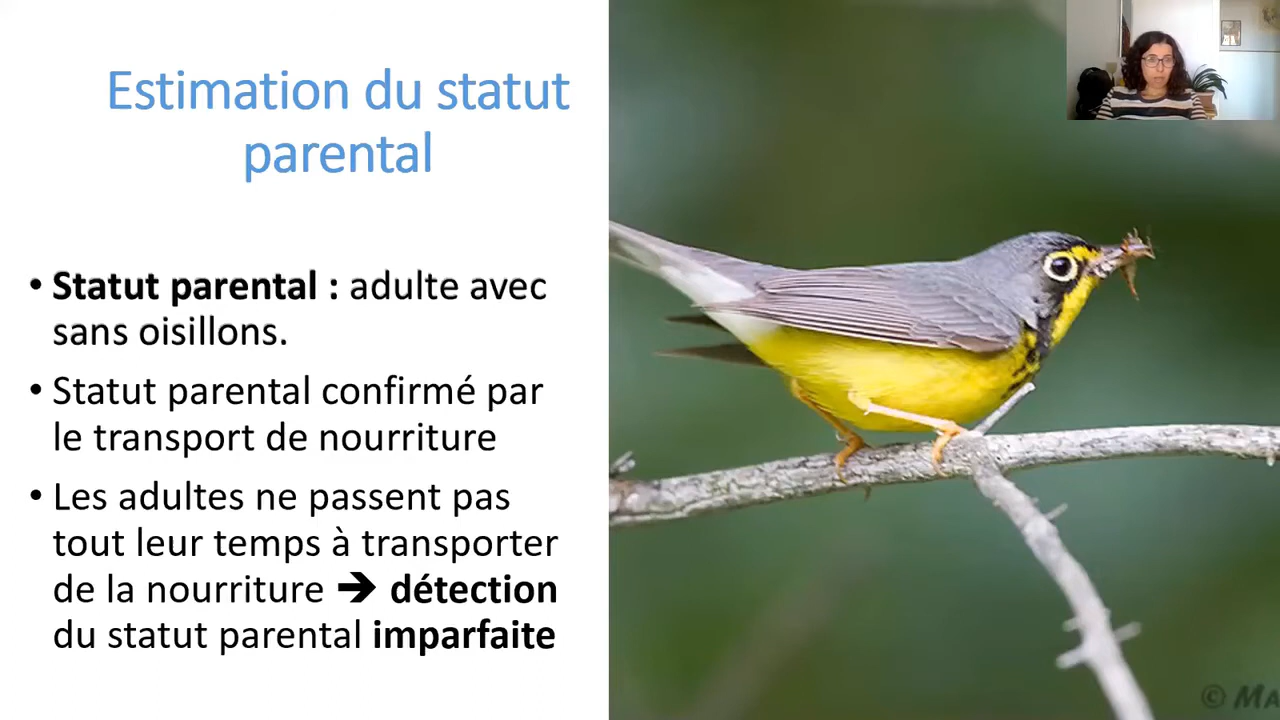 Estimation du statut
parental
• Statut parental : adulte avec
sans oisillons.
• Statut parental confirmé par
le transport de nourriture
• Les adultes ne passent pas
tout leur temps à transporter
de la nourriture ➔ détection
du statut parental imparfaite
©